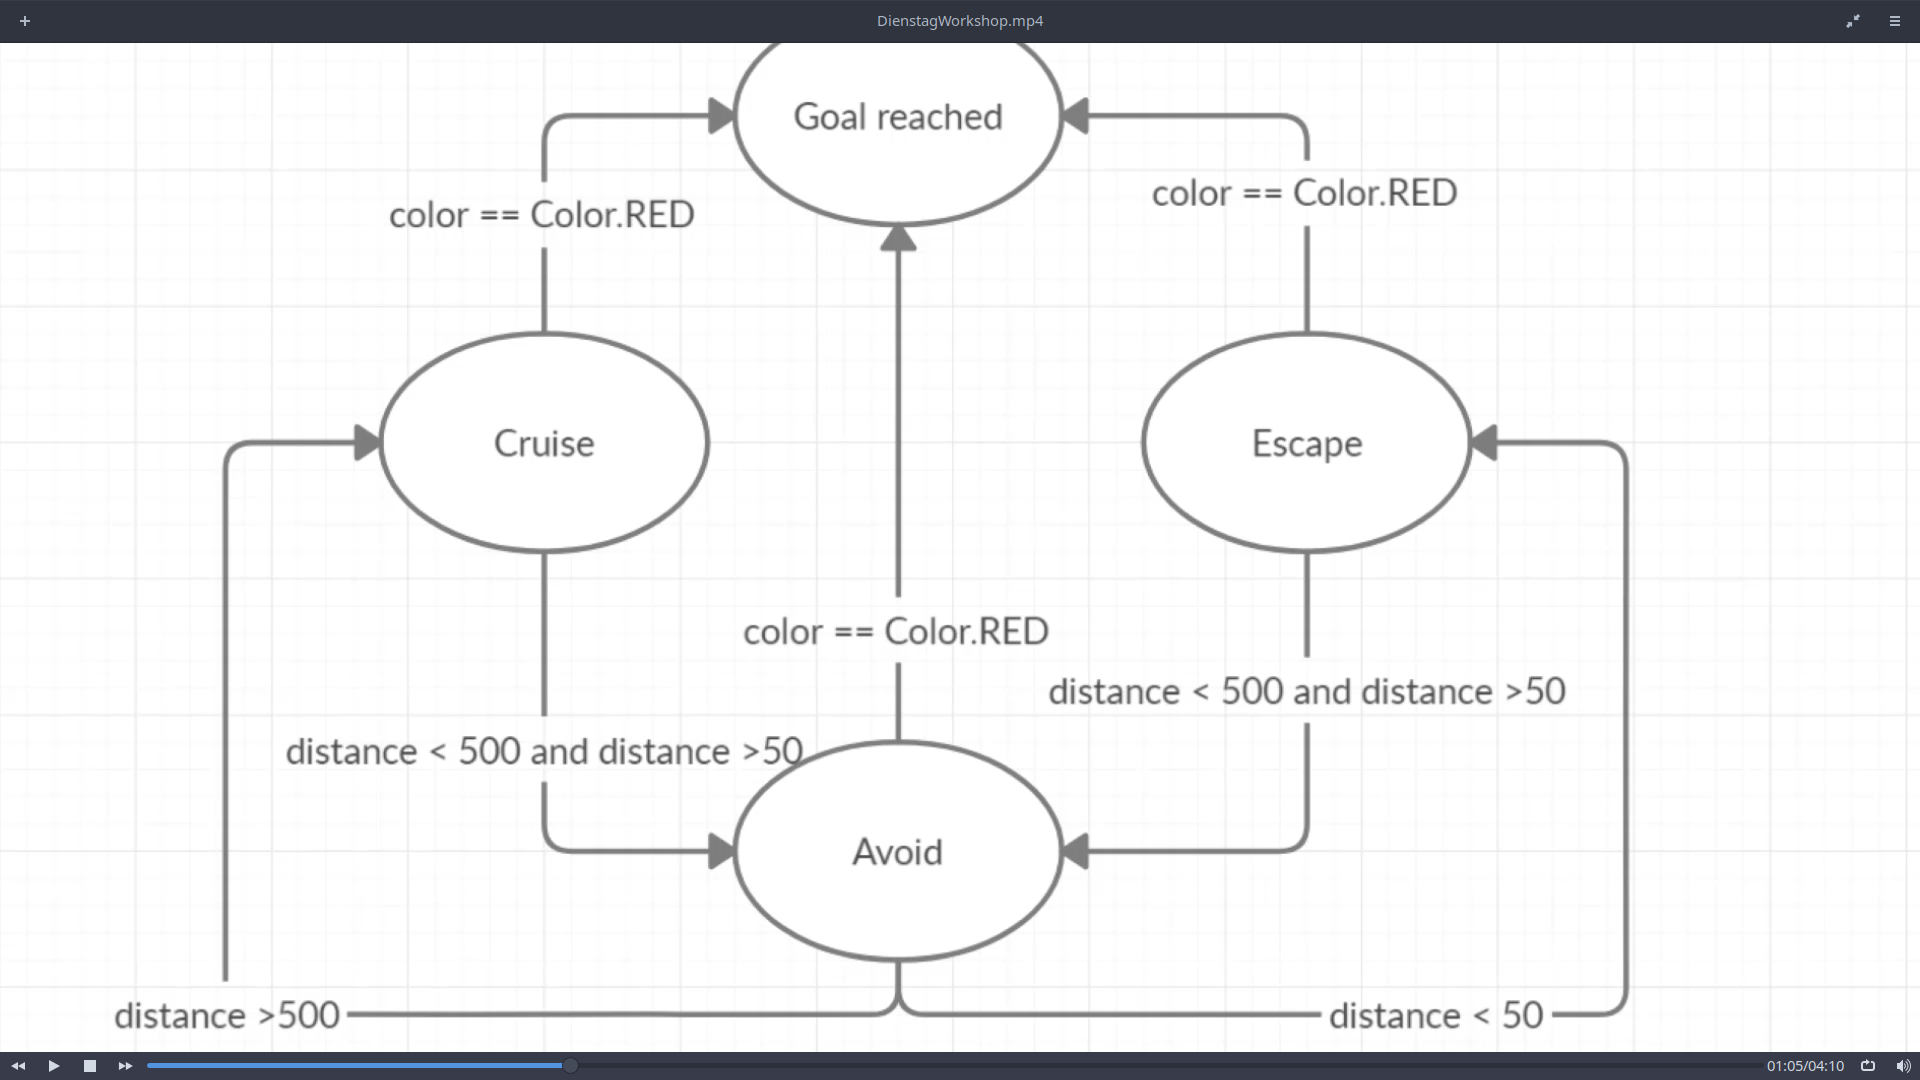 DienstagWorkshop.mp4
Goal reached
color == Color.RED
color == Color.RED
Cruise
Escape
color == Color.RED
distance < 500 and distance >50
distance < 500 and distance >50
Avoid
distance >500
distance < 50
01:05/04:10